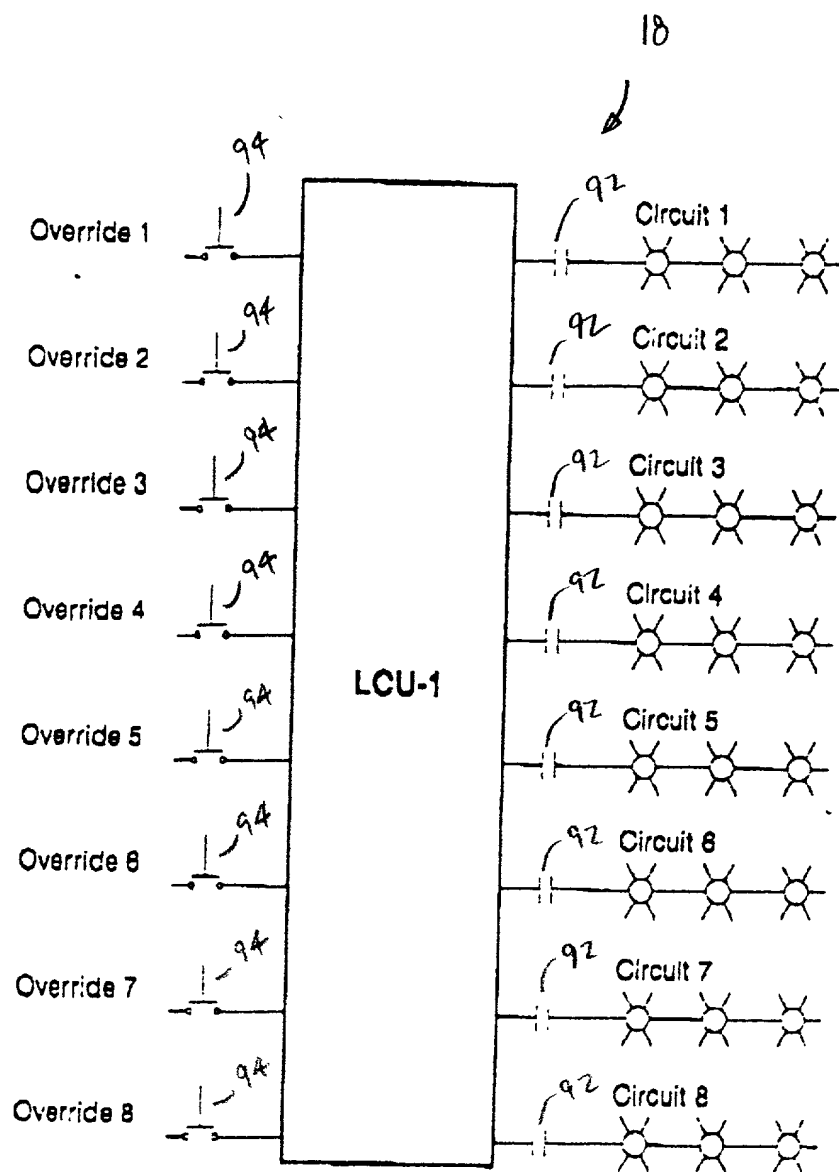 18
94
92
Override 1
Circuit 1
94
92
Override 2
Circuit 2
94
92
Override 3
Circuit 3
94
92
Override 4
Circuit 4
LCU-1
94
92
Override 5
Circuit 5
94
92
Override 6
Circuit 6
94
92
Override 7
Circuit 7
94
92
Override 8
Circuit 8